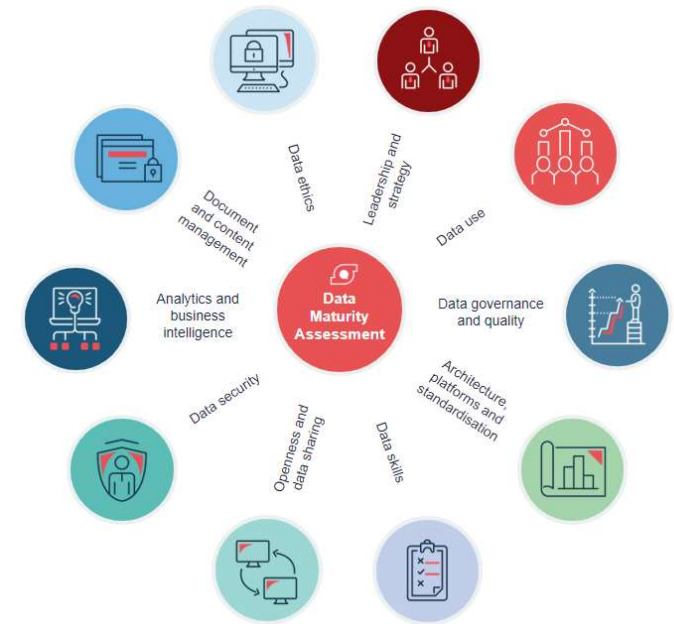 Data
Maturity
Assessment
Leadership and
strategy
Data use
Data governance
and quality
Architecture,
platforms and
standardisation
Data skills
Openness and
data sharing
Data security
Analytics and
business
intelligence
Document
and content
management
Data ethics